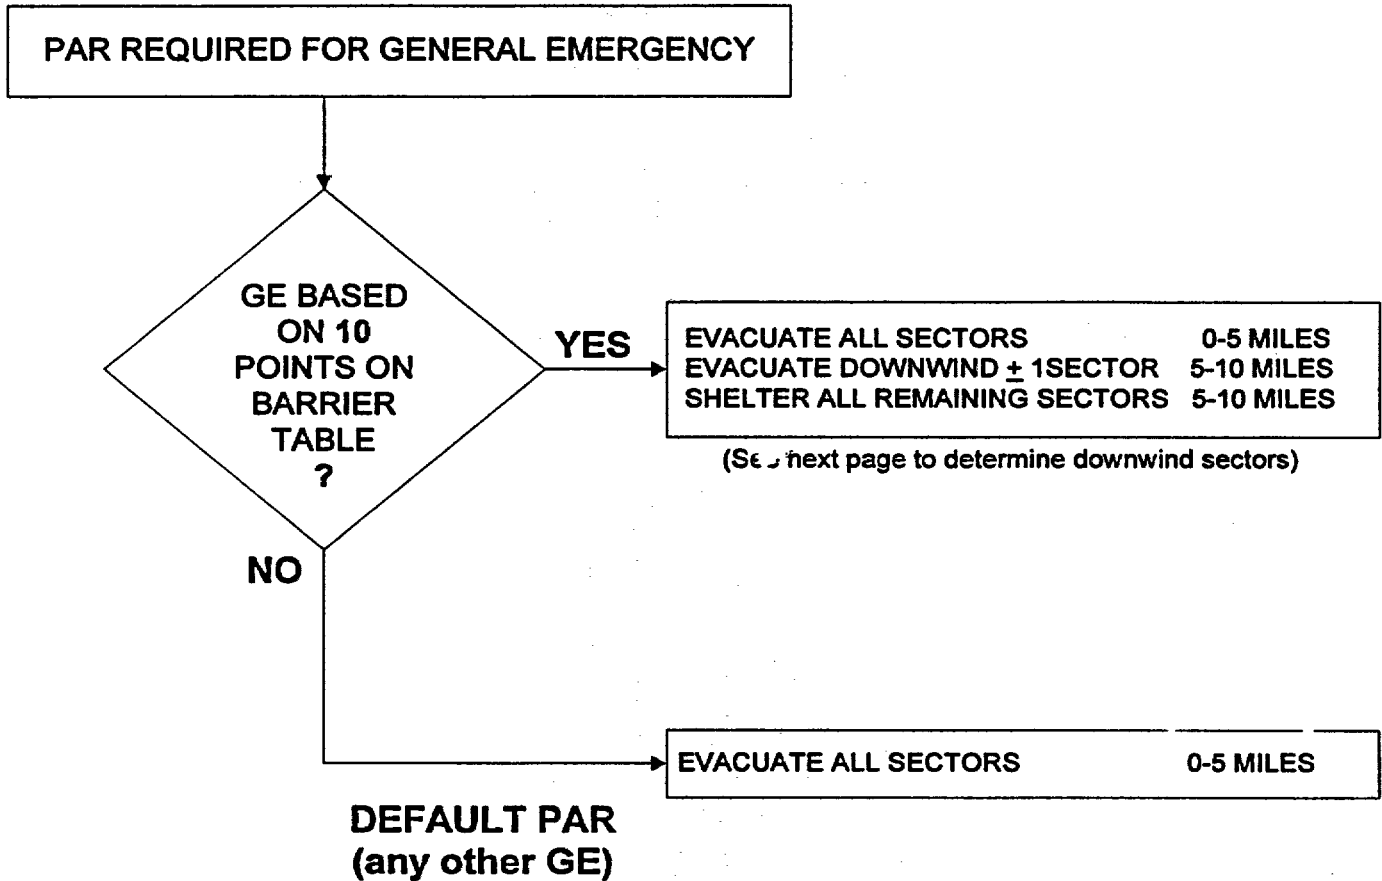 PAR REQUIRED FOR GENERAL EMERGENCY
GE BASED
ON 10
POINTS ON
BARRIER
TABLE
?
YES
EVACUATE ALL SECTORS 0-5 MILES
EVACUATE DOWNWIND ± 1SECTOR 5-10 MILES
SHELTER ALL REMAINING SECTORS 5-10 MILES
( next page to determine downwind sectors)
NO
EVACUATE ALL SECTORS 0-5 MILES
DEFAULT PAR
(any other GE)